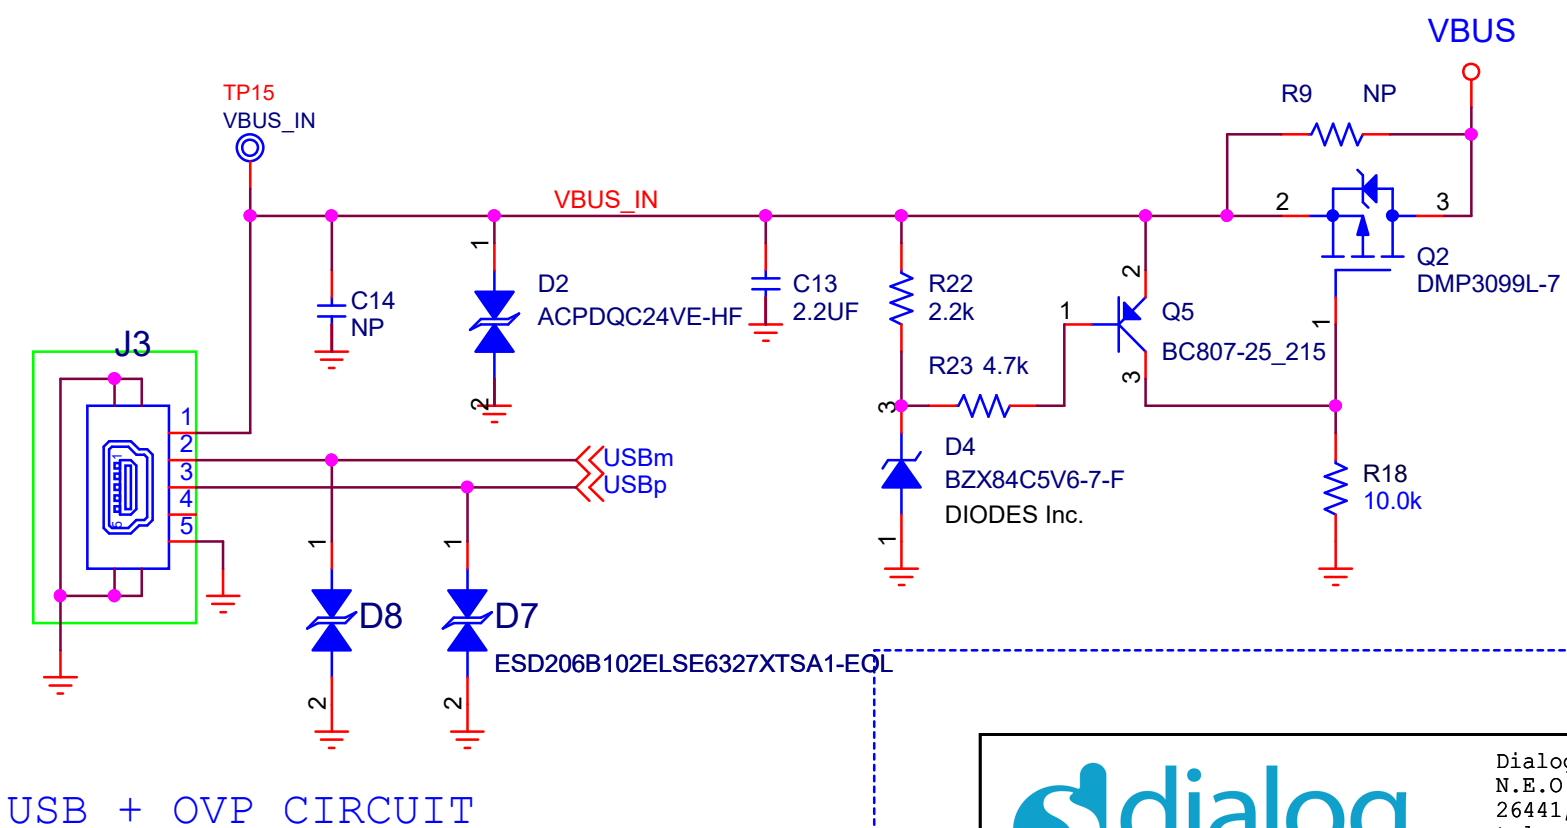 VBUS
R9 NP
TP15
VBUS_IN
VBUS_IN
2 3
Q2
DMP3099L-7
1
1
D2
ACPDQC24VE-HF
2
C14
NP
C13
2.2UF
R22
2.2k
2
1
Q5
BC807-25_215
3
R23 4.7k
3
D4
BZX84C5V6-7-F
DIODES Inc.
1
R18
10.0k
J3
1
2
3
4
5
1
5
USBm
USBp
1
D8
2
1
D7
2
ESD206B102ELSE6327XTSA1-EOL
USB + OVP CIRCUIT
dialog
N.E.O
26441,